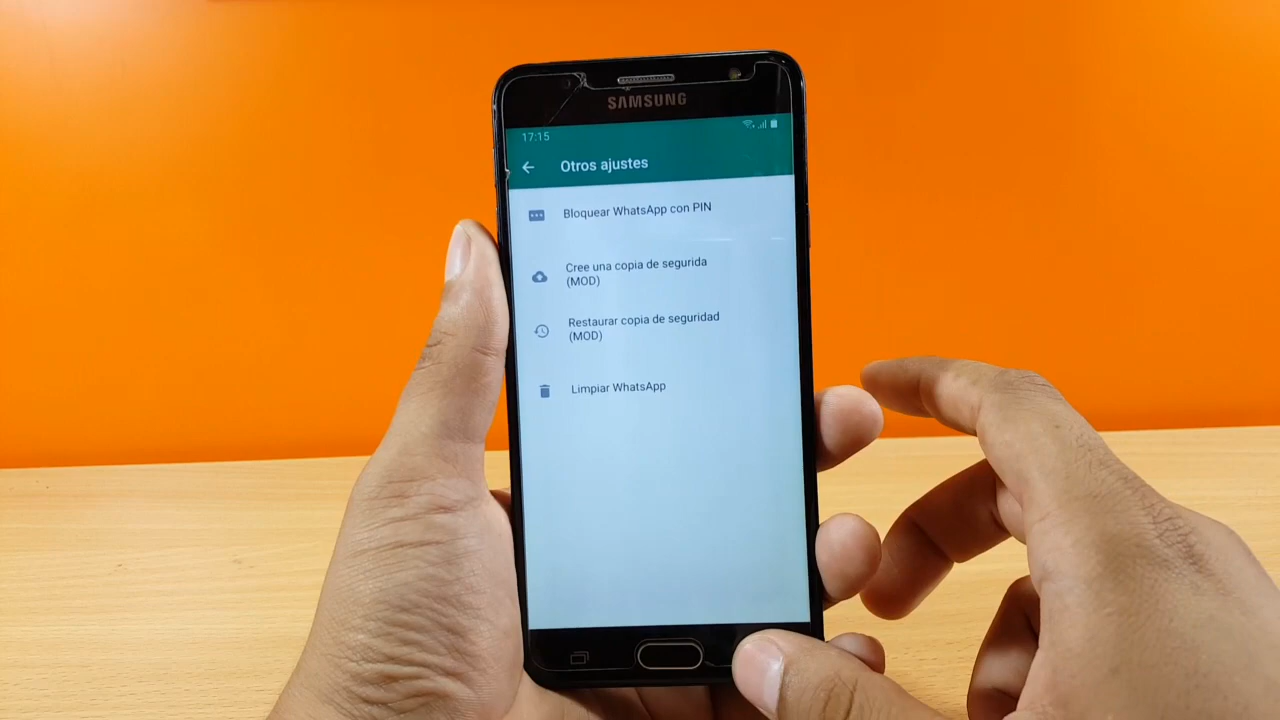 SAMSUNG
17:15
Otros ajustes
Bloquear WhatsApp con PIN
Cree una copia de segurida
(MOD)
Restaurar copia de seguridad
(MOD)
Limpiar WhatsApp